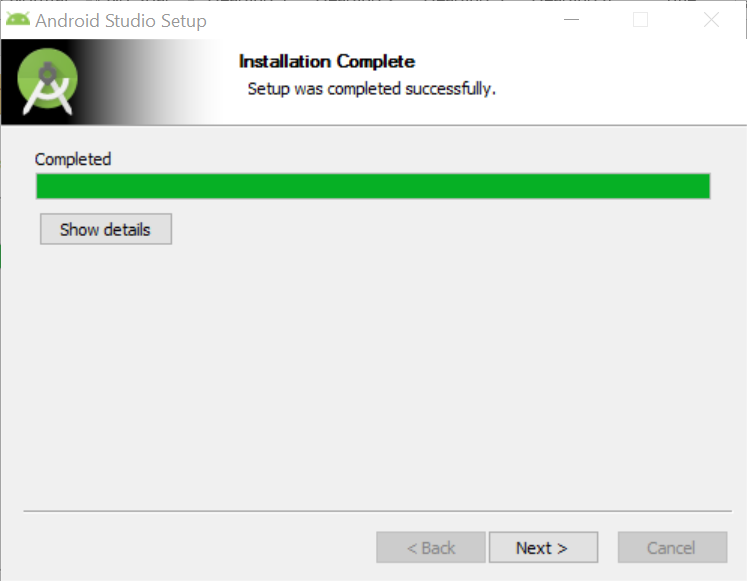 Android Studio Setup
Installation Complete
Setup was completed successfully.
Completed
Show details
< Back
Next >
Cancel